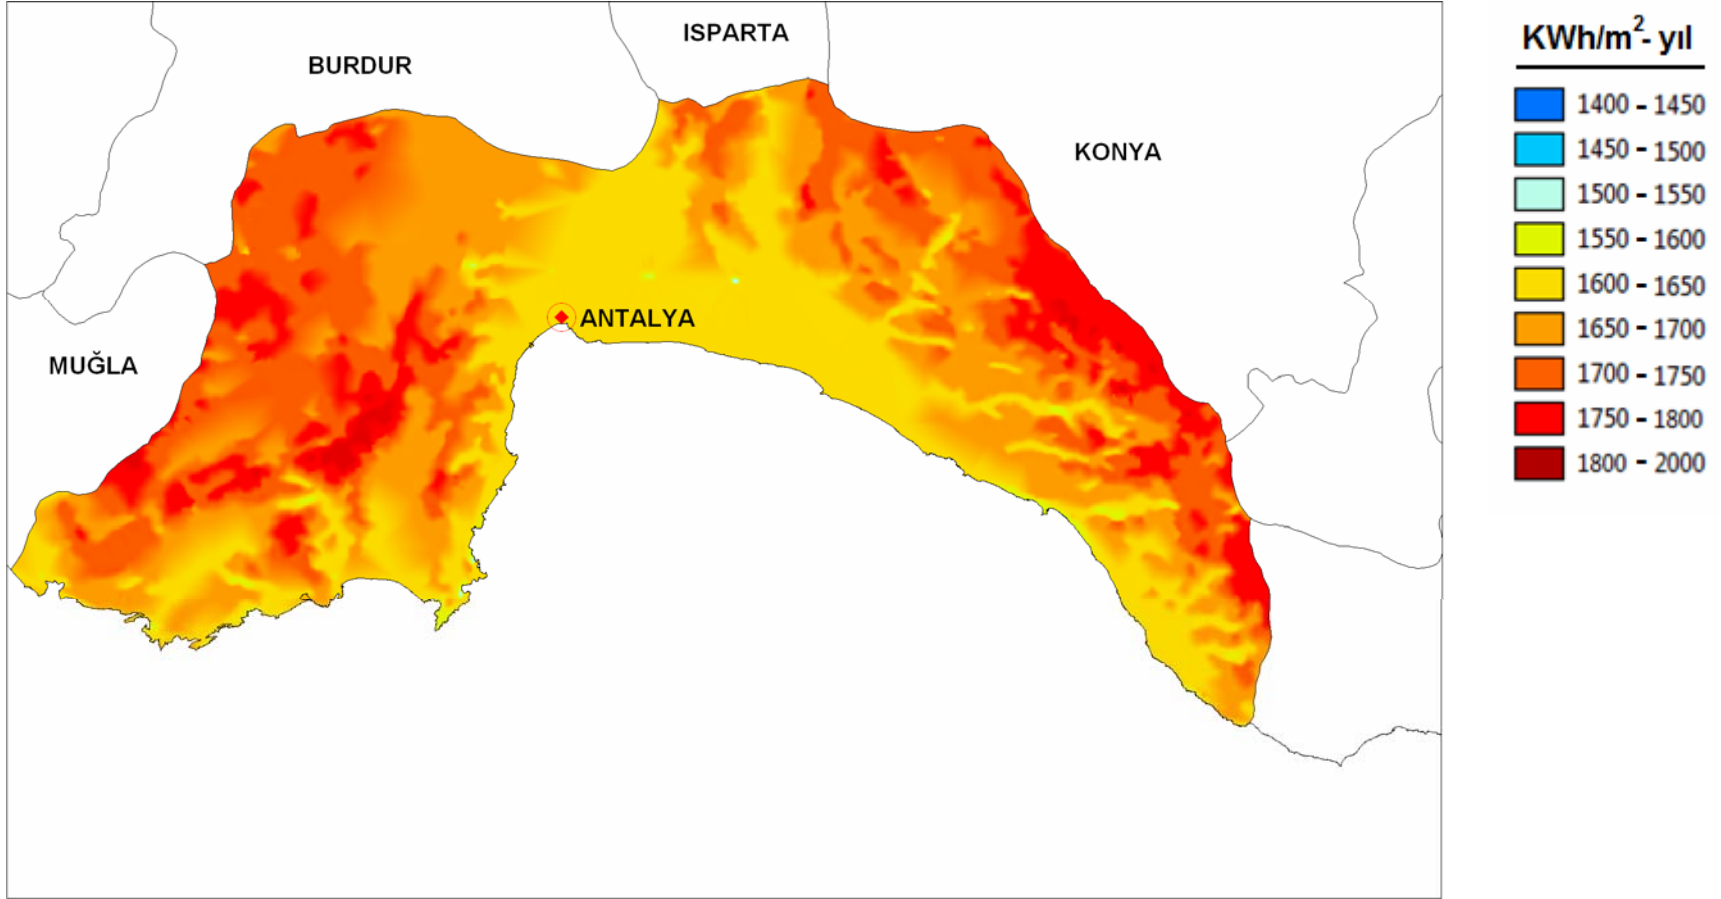 ISPARTA
BURDUR
KONYA
ANTALYA
MUĞLA
KWh/m²- yıl
1400 - 1450
1450 - 1500
1500 - 1550
1550 - 1600
1600 - 1650
1650 - 1700
1700 - 1750
1750 - 1800
1800 - 2000